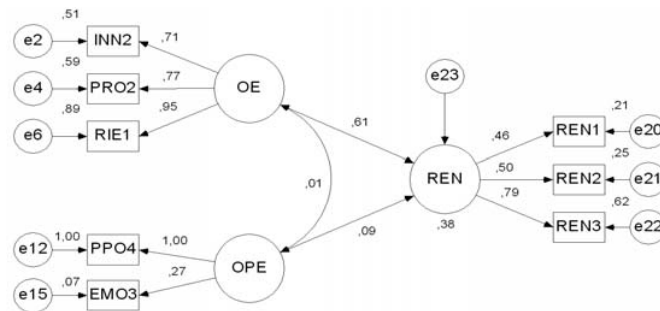 ,51
e2 INN2 ,71
,59
e4 PRO2 ,77 OE
,89
e6 RIE1 ,95
e23
,61
,46 REN1 ,21 e20
REN ,50 REN2 ,25 e21
,79 REN3 ,62 e22
,38
,01
,09
1,00
e12 PPO4 1,00
OPE
,07
e15 EMO3 ,27